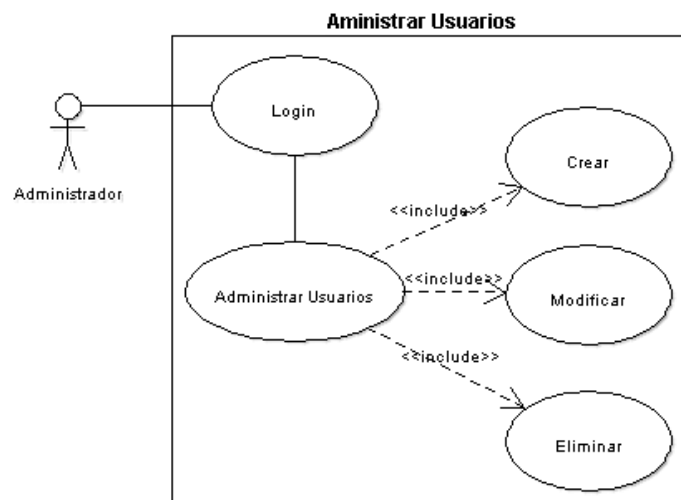 Aministrar Usuarios
Login
Administrador
Crear
<<include>>
Administrar Usuarios
<<include>>
Modificar
<<include>>
Eliminar